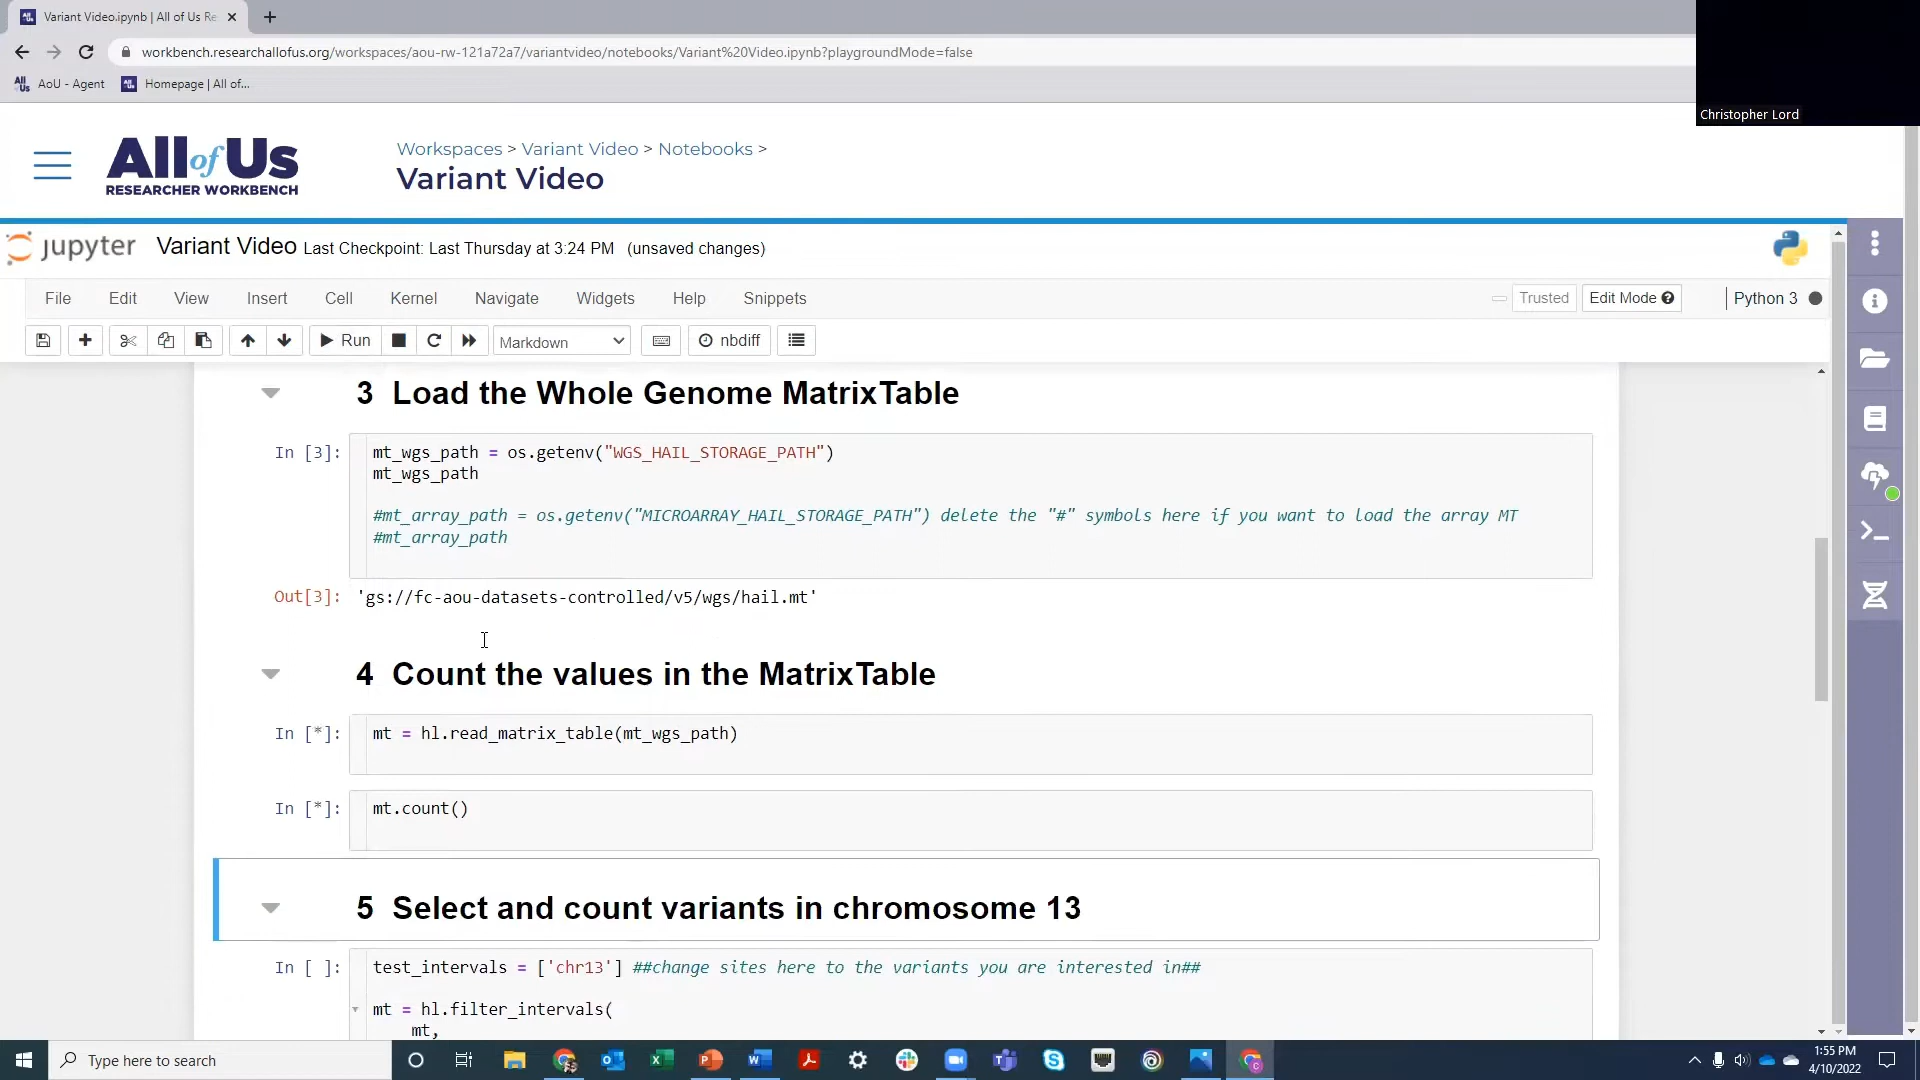 Variant Video.ipynb | All of Us Re
workbench.researchallofus.org/workspaces/aou-rw-121a72a7/variantvideo/notebooks/Variant%20Video.ipynb?playgroundMode=false
AoU - Agent
Homepage | All of...
Christopher Lord
All of Us
RESEARCHER WORKBENCH
Workspaces > Variant Video > Notebooks >
Variant Video
jupyter Variant Video Last Checkpoint: Last Thursday at 3:24 PM (unsaved changes)
File Edit View Insert Cell Kernel Navigate Widgets Help Snippets
Trusted Edit Mode Python 3
Run Markdown nbdiff
3 Load the Whole Genome MatrixTable
In [3]: mt_wgs_path = os.getenv("WGS_HAIL_STORAGE_PATH")
mt_wgs_path
#mt_array_path = os.getenv("MICROARRAY_HAIL_STORAGE_PATH") delete the "#" symbols here if you want to load the array MT
#mt_array_path
Out[3]: 'gs://fc-aou-datasets-controlled/v5/wgs/hail.mt'
4 Count the values in the MatrixTable
In [*]: mt = hl.read_matrix_table(mt_wgs_path)
In [*]: mt.count()
5 Select and count variants in chromosome 13
In [ ]: test_intervals = ['chr13'] ##change sites here to the variants you are interested in##
mt = hl.filter_intervals(
mt,
Type here to search
1:55 PM
4/10/2022